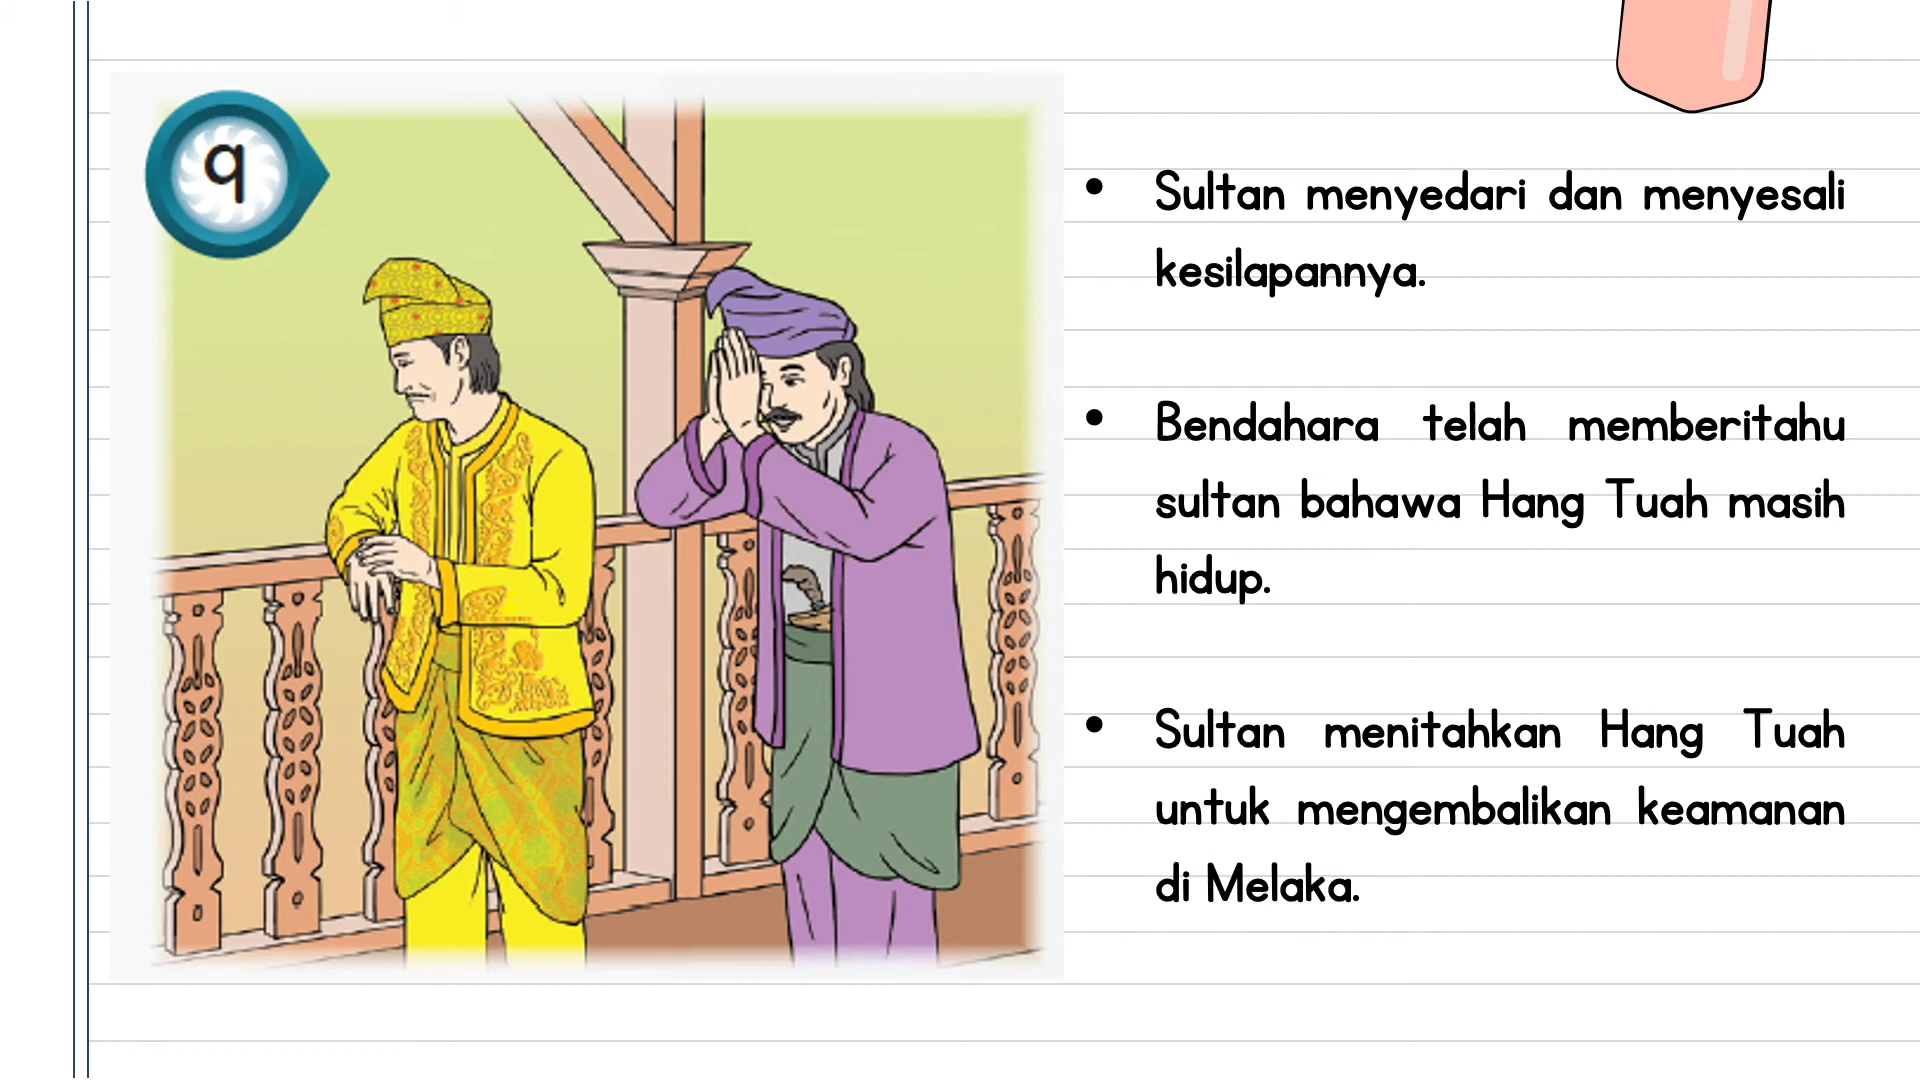 9
• Sultan menyedari dan menyesali
kesilapannya.
• Bendahara telah memberitahu
sultan bahawa Hang Tuah masih
hidup.
• Sultan menitahkan Hang Tuah
untuk mengembalikan keamanan
di Melaka.